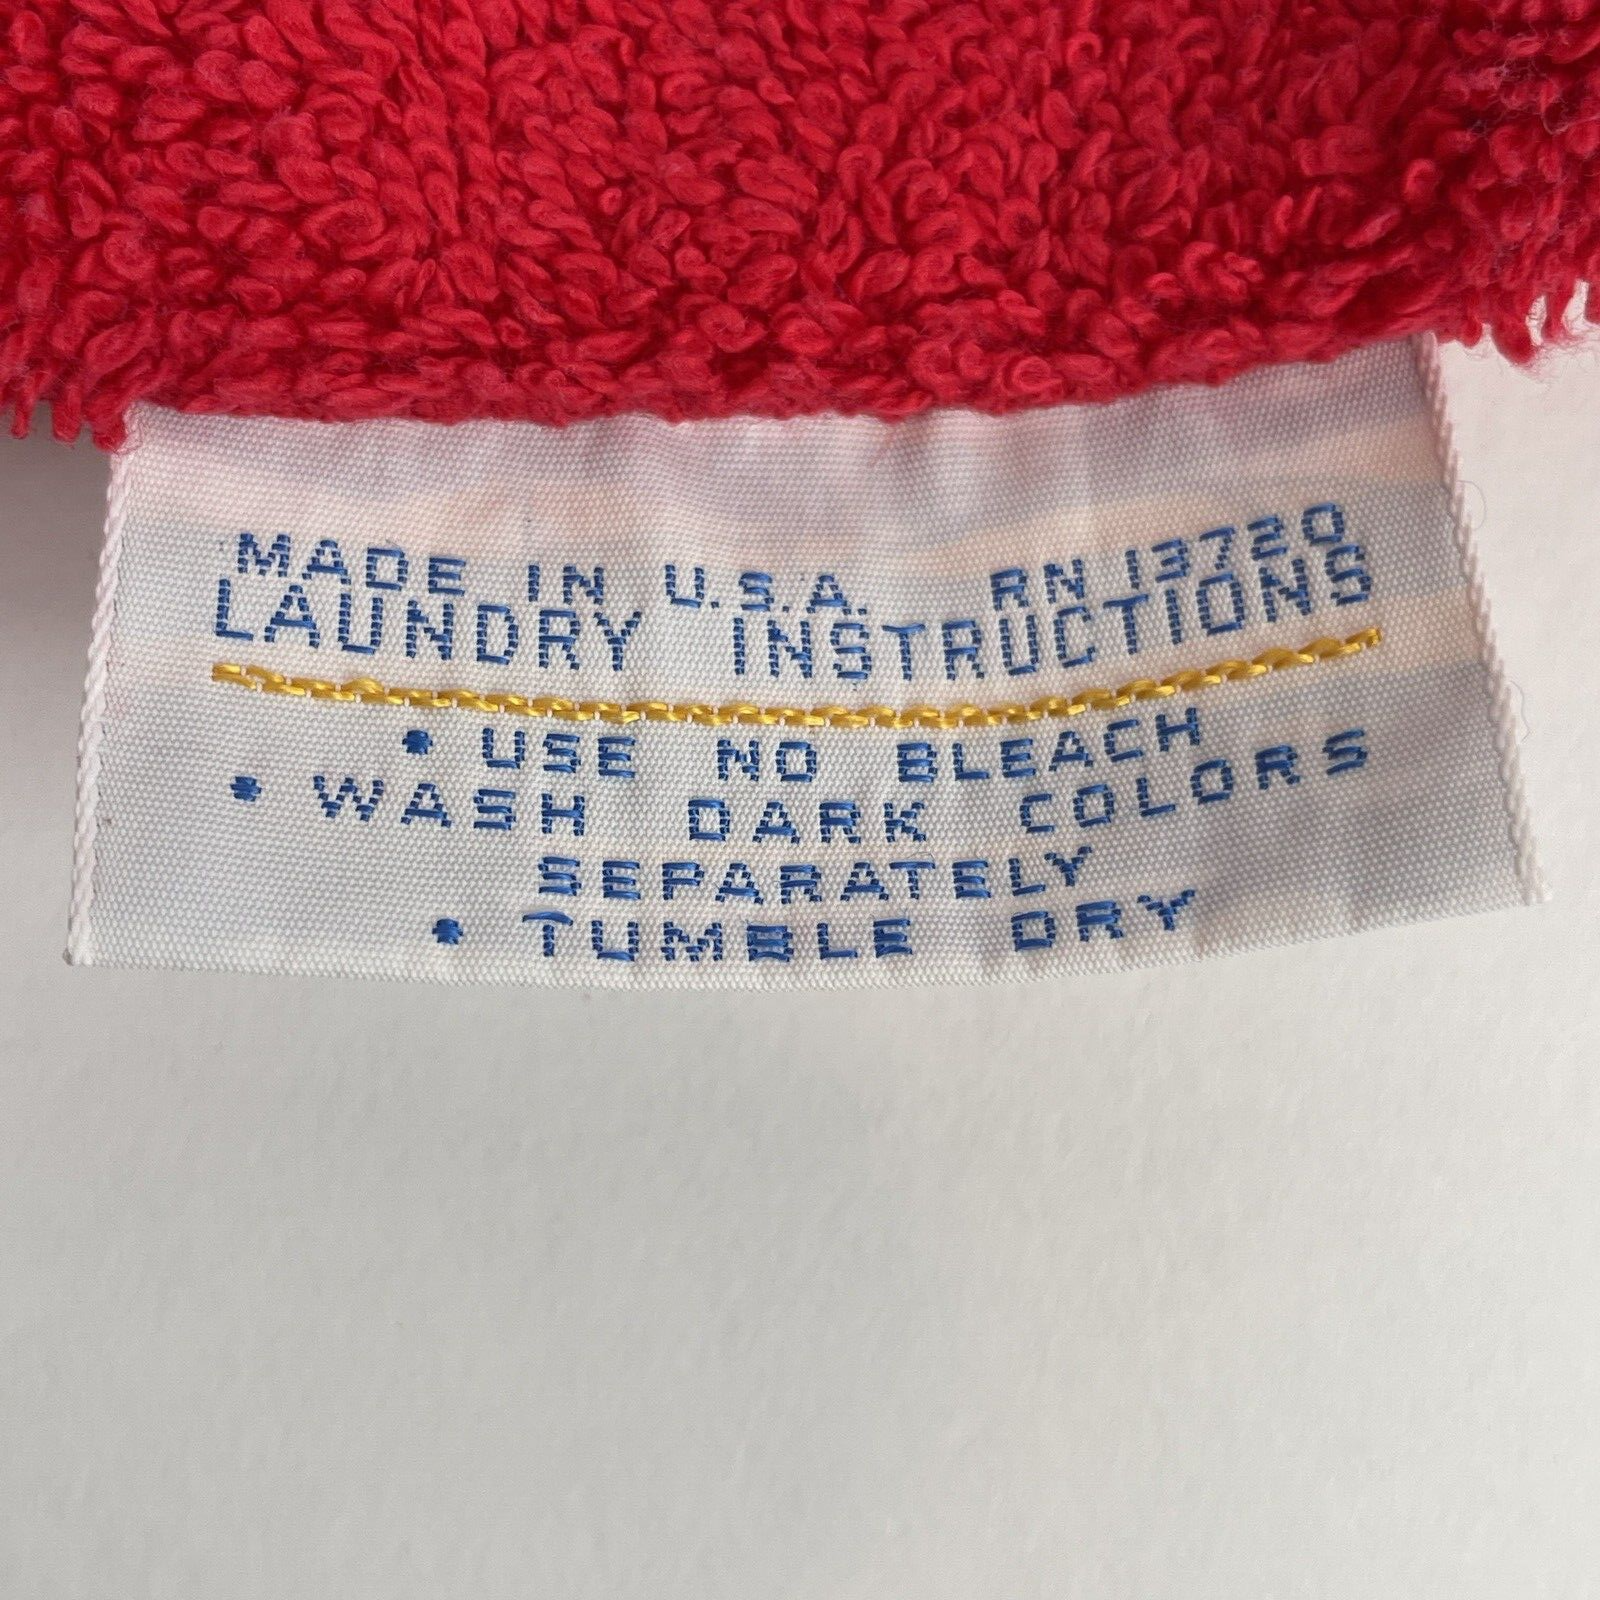 MADE IN U.S.A. RN 13720
LAUNDRY INSTRUCTIONS
• USE NO BLEACH
• WASH DARK COLORS
SEPARATELY
• TUMBLE DRY